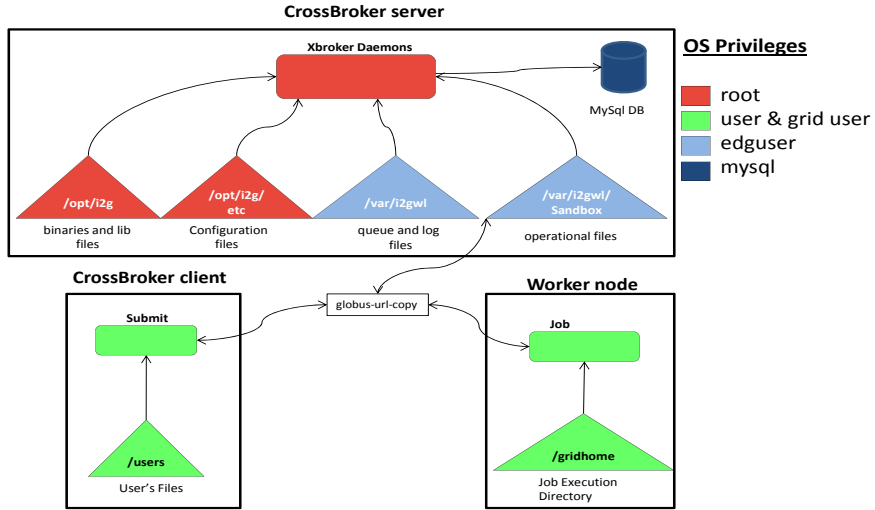 CrossBroker server
Xbroker Daemons
MySql DB
OS Privileges
root
user & grid user
edguser
mysql
/opt/i2g
/opt/i2g/
etc
/var/i2gwl
/var/i2gwl/
Sandbox
binaries and lib
files
Configuration
files
queue and log
files
operational files
CrossBroker client
globus-url-copy
Worker node
Submit
Job
/users
/gridhome
User's Files
Job Execution
Directory